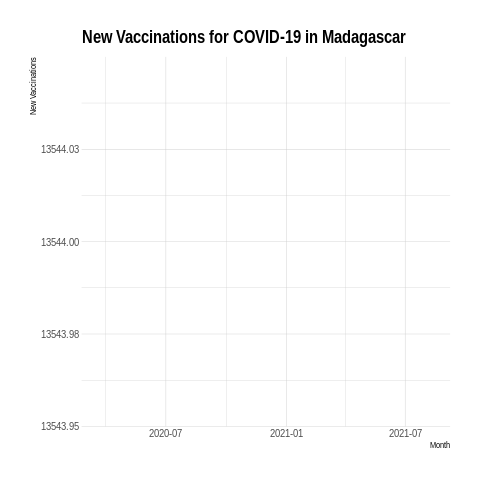 New Vaccinations for COVID-19 in Madagascar
New Vaccinations
13544.03
13544.00
13543.98
13543.95
2020-07 2021-01 2021-07
Month